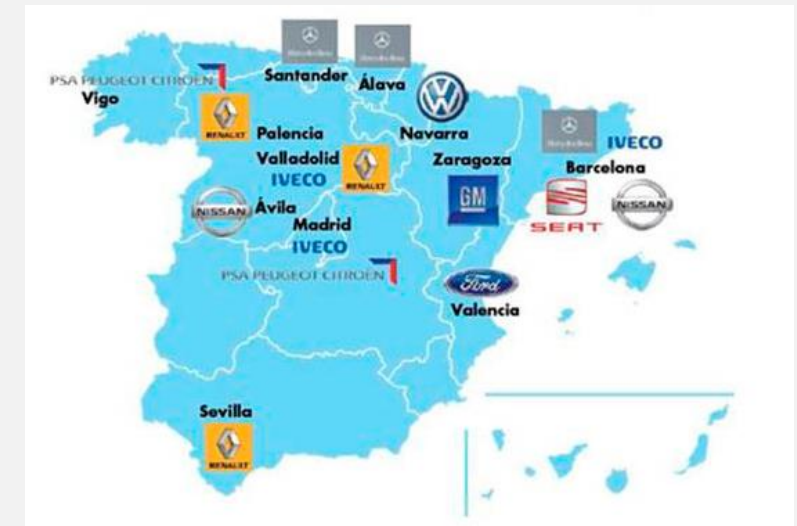 Santander
Álava
PSA PEUGEOT CITROËN
Vigo
RENAULT
Palencia
Navarra
Valladolid
IVECO
RENAULT
Zaragoza
GM
IVECO
Barcelona
SEAT
NISSAN
NISSAN
Ávila
Madrid
IVECO
PSA PEUGEOT CITROËN
Ford
Valencia
Sevilla
RENAULT